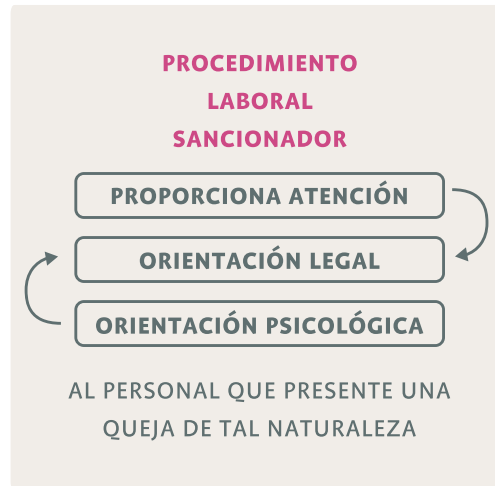 PROCEDIMIENTO
LABORAL
SANCIONADOR
PROPORCIONA ATENCIÓN
ORIENTACIÓN LEGAL
ORIENTACIÓN PSICOLÓGICA
AL PERSONAL QUE PRESENTE UNA
QUEJA DE TAL NATURALEZA